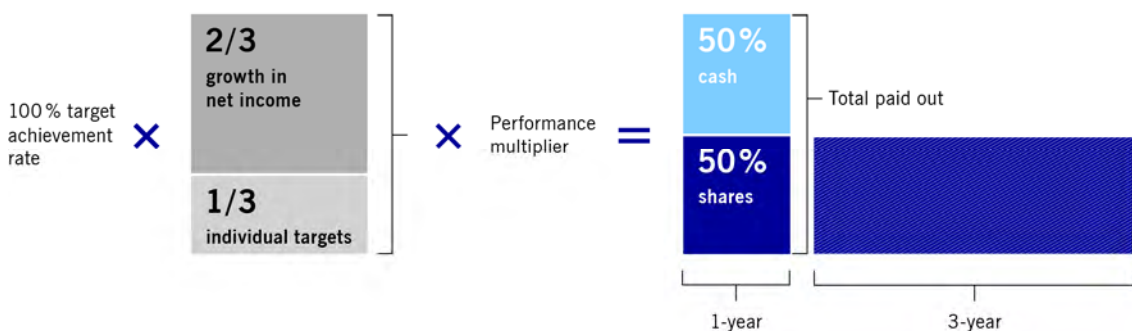 100 % target
achievement
rate
×
2/3
growth in
net income
1/3
individual targets
×
Performance
multiplier
=
50 %
cash
50 %
shares
Total paid out
1-year
3-year